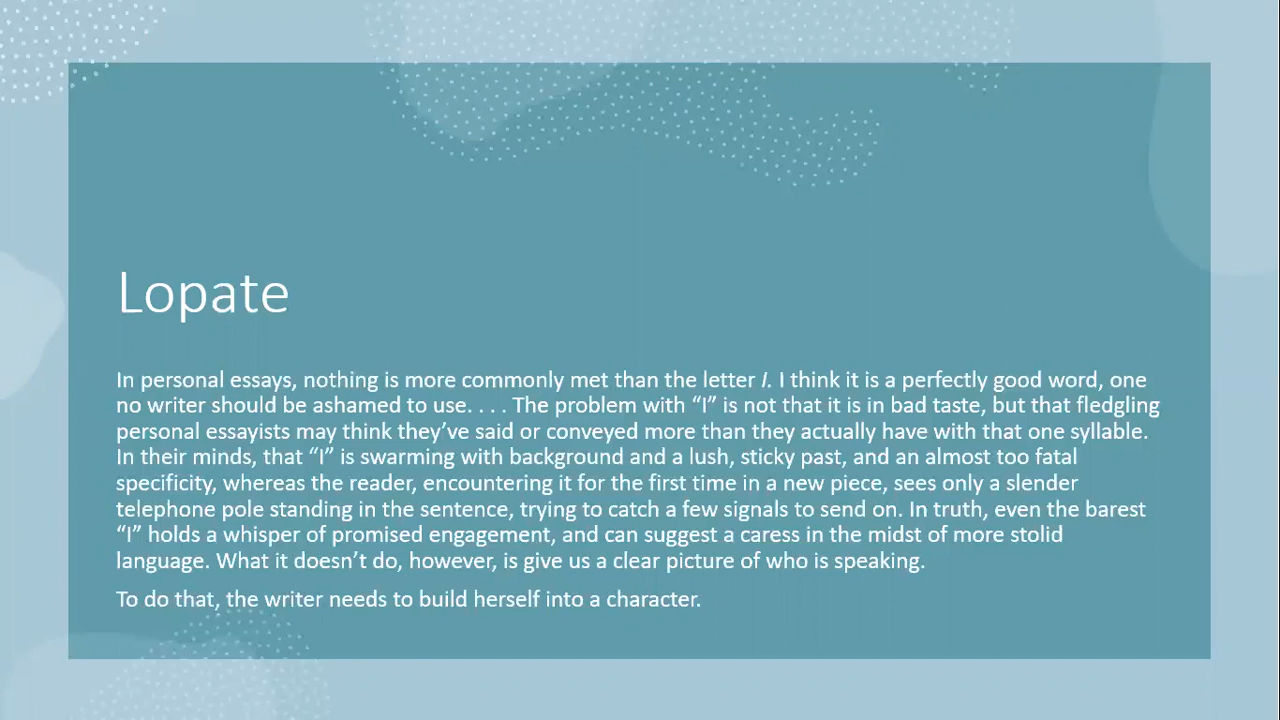 Lopate
In personal essays, nothing is more commonly met than the letter I. I think it is a perfectly good word, one
no writer should be ashamed to use. . . . The problem with “I” is not that it is in bad taste, but that fledgling
personal essayists may think they’ve said or conveyed more than they actually have with that one syllable.
In their minds, that “I” is swarming with background and a lush, sticky past, and an almost too fatal
specificity, whereas the reader, encountering it for the first time in a new piece, sees only a slender
telephone pole standing in the sentence, trying to catch a few signals to send on. In truth, even the barest
“I” holds a whisper of promised engagement, and can suggest a caress in the midst of more stolid
language. What it doesn’t do, however, is give us a clear picture of who is speaking.
To do that, the writer needs to build herself into a character.